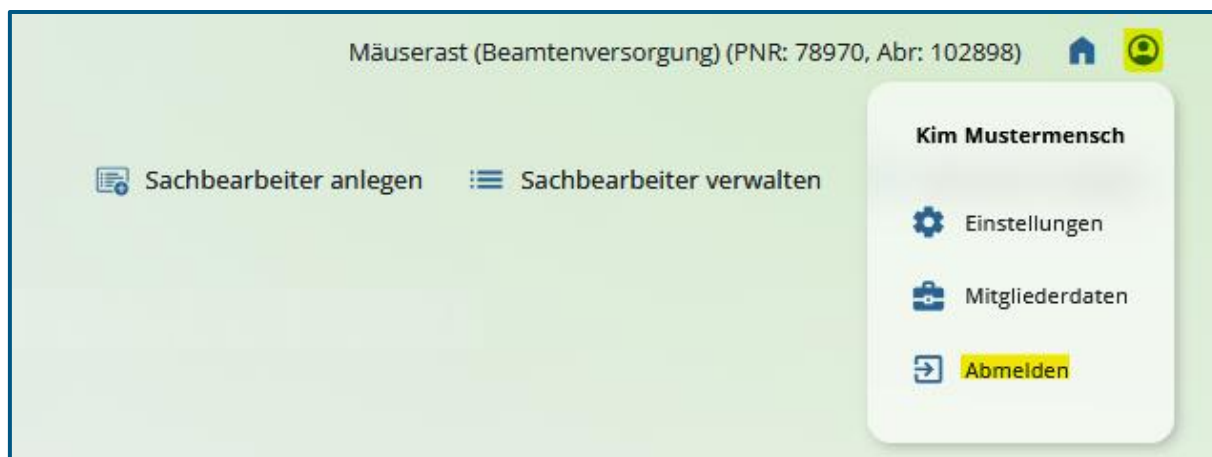 Mäuserast (Beamtenversorgung) (PNR: 78970, Abr: 102898)
Kim Mustermensch
Sachbearbeiter anlegen Sachbearbeiter verwalten
Einstellungen
Mitgliederdaten
Abmelden